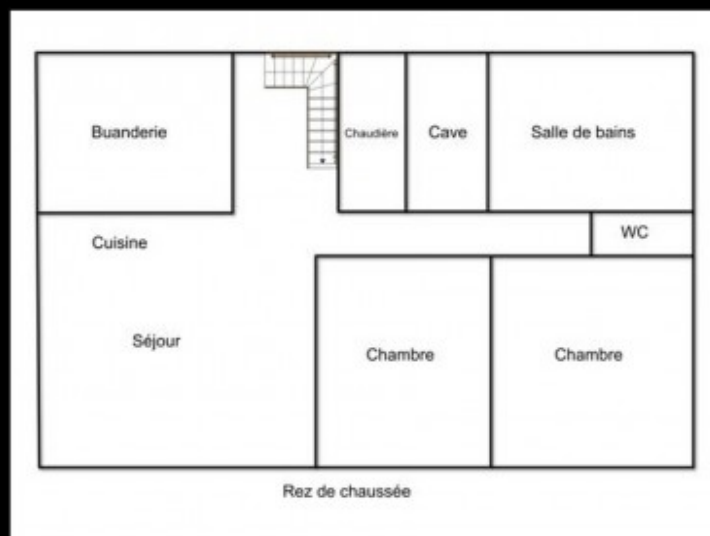 Buanderie
Chaudière
Cave
Salle de bains
WC
Cuisine
Séjour
Chambre
Chambre
Rez de chaussée